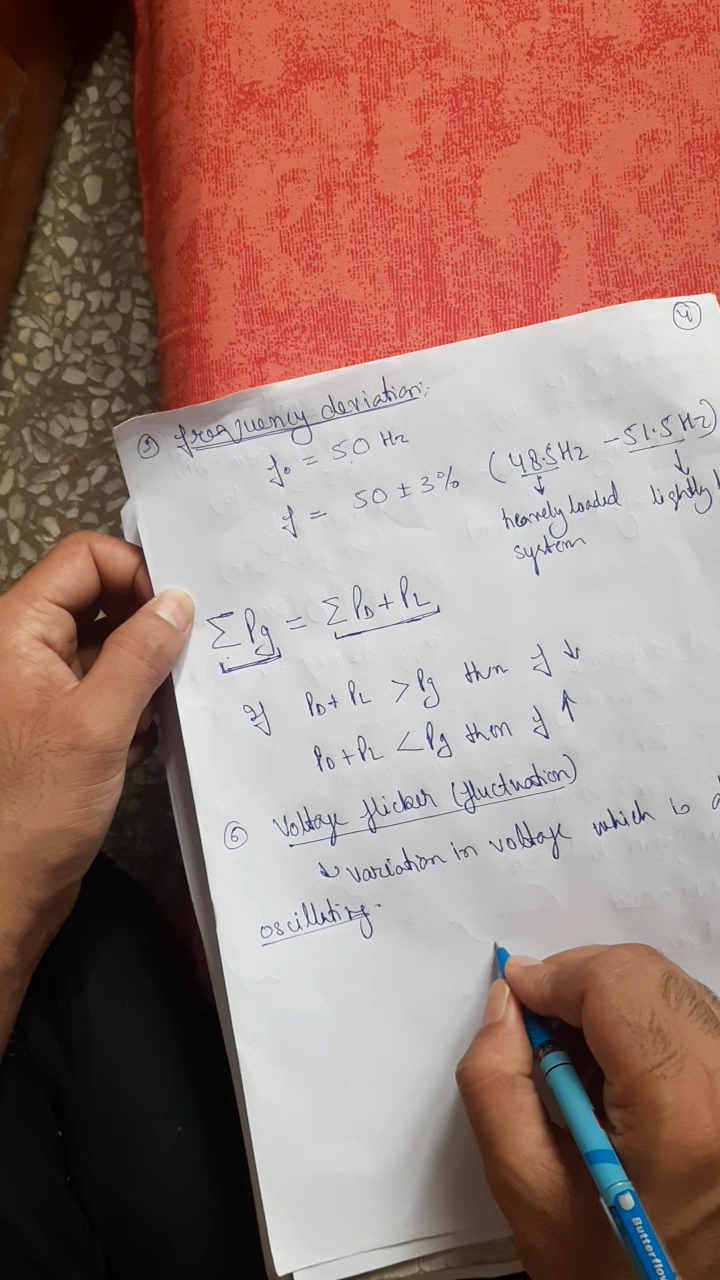 4
5 frequency deviation:
f₀ = 50 Hz
f = 50 ± 3% (48.5Hz - 51.5Hz)
heavely loaded lightly
system
ΣPg = ΣPD + PL
If PD + PL > Pg then f ↓
PD + PL < Pg then f ↑
6 Voltage flicker (fluctuation)
↳ variation in voltage which is
oscillating.
Butterflow